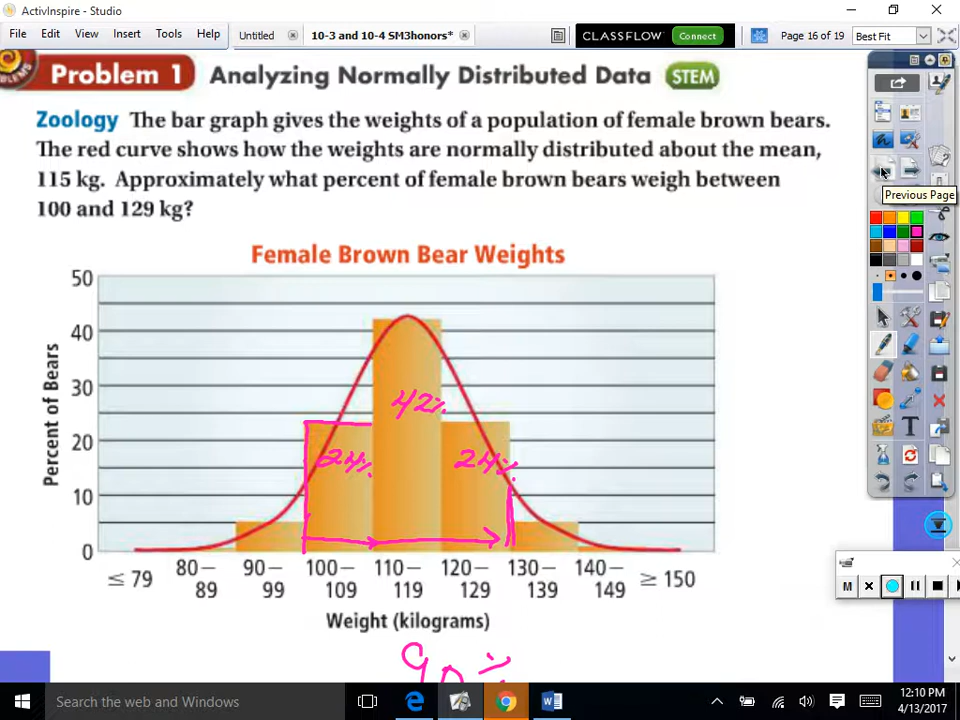 ActivInspire - Studio
File Edit View Insert Tools Help Untitled 10-3 and 10-4 SM3honors* CLASSFLOW Connect Page 16 of 19 Best Fit
Problem 1 Analyzing Normally Distributed Data STEM
Zoology The bar graph gives the weights of a population of female brown bears.
The red curve shows how the weights are normally distributed about the mean,
115 kg. Approximately what percent of female brown bears weigh between
100 and 129 kg?
Previous Page
Female Brown Bear Weights
Percent of Bears
50
40
30
20
10
0
42%
24%
24%
≤ 79 80–89 90–99 100–109 110–119 120–129 130–139 140–149 ≥ 150
Weight (kilograms)
90%
M
T
Search the web and Windows
12:10 PM
4/13/2017